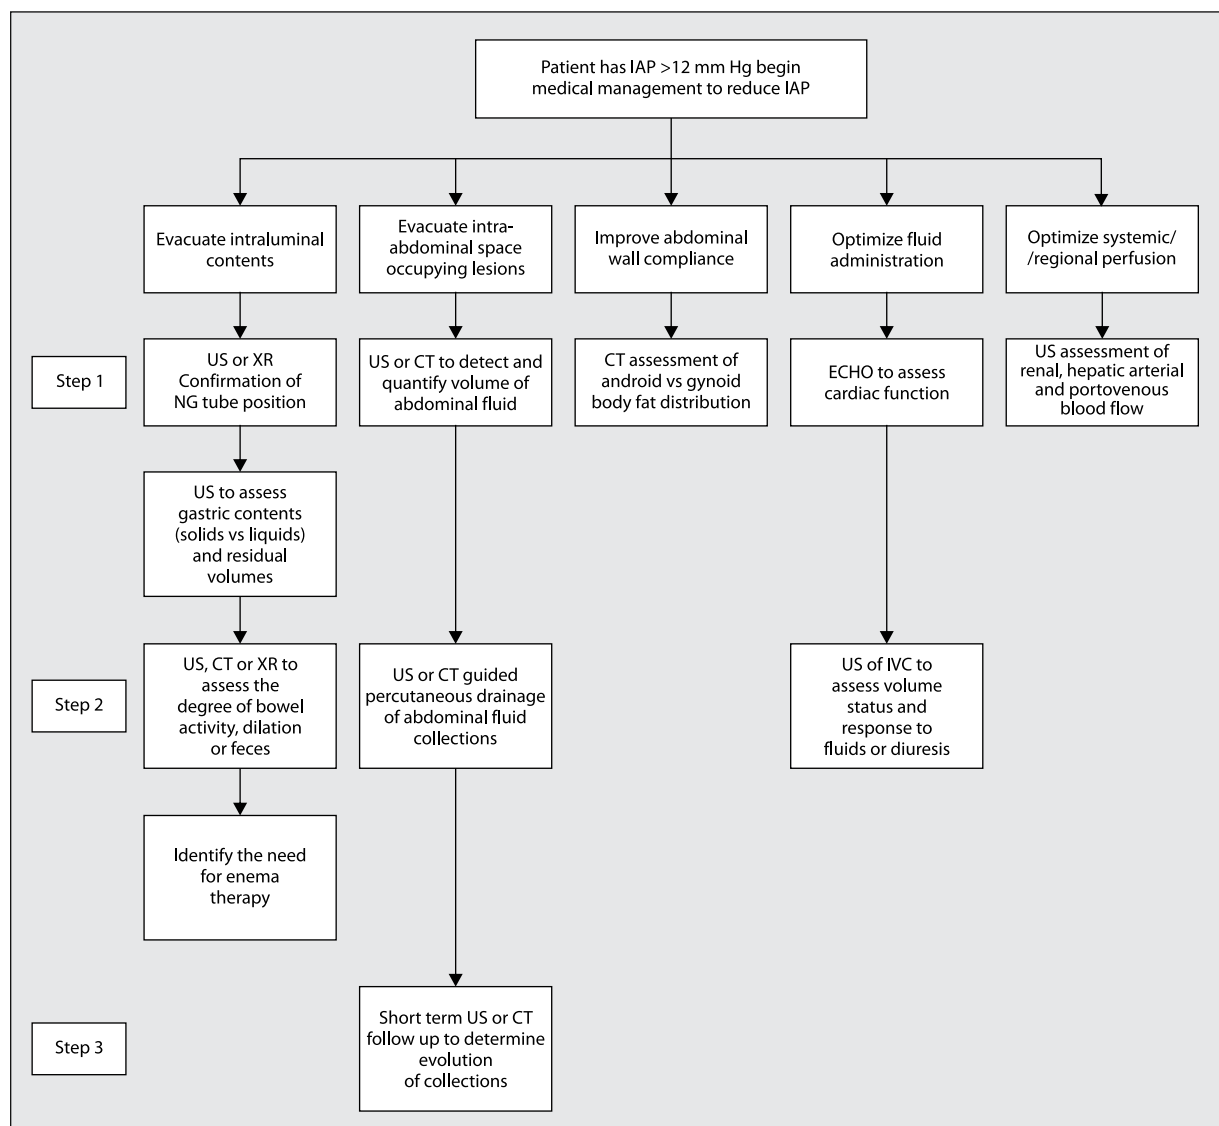 Patient has IAP >12 mm Hg begin
medical management to reduce IAP
Evacuate intraluminal
contents
Evacuate intra-
abdominal space
occupying lesions
Improve abdominal
wall compliance
Optimize fluid
administration
Optimize systemic/
/regional perfusion
Step 1
US or XR
Confirmation of
NG tube position
US or CT to detect and
quantify volume of
abdominal fluid
CT assessment of
android vs gynoid
body fat distribution
ECHO to assess
cardiac function
US assessment of
renal, hepatic arterial
and portovenous
blood flow
US to assess
gastric contents
(solids vs liquids)
and residual
volumes
Step 2
US, CT or XR to
assess the
degree of bowel
activity, dilation
or feces
US or CT guided
percutaneous drainage
of abdominal fluid
collections
US of IVC to
assess volume
status and
response to
fluids or diuresis
Identify the need
for enema
therapy
Step 3
Short term US or CT
follow up to determine
evolution
of collections